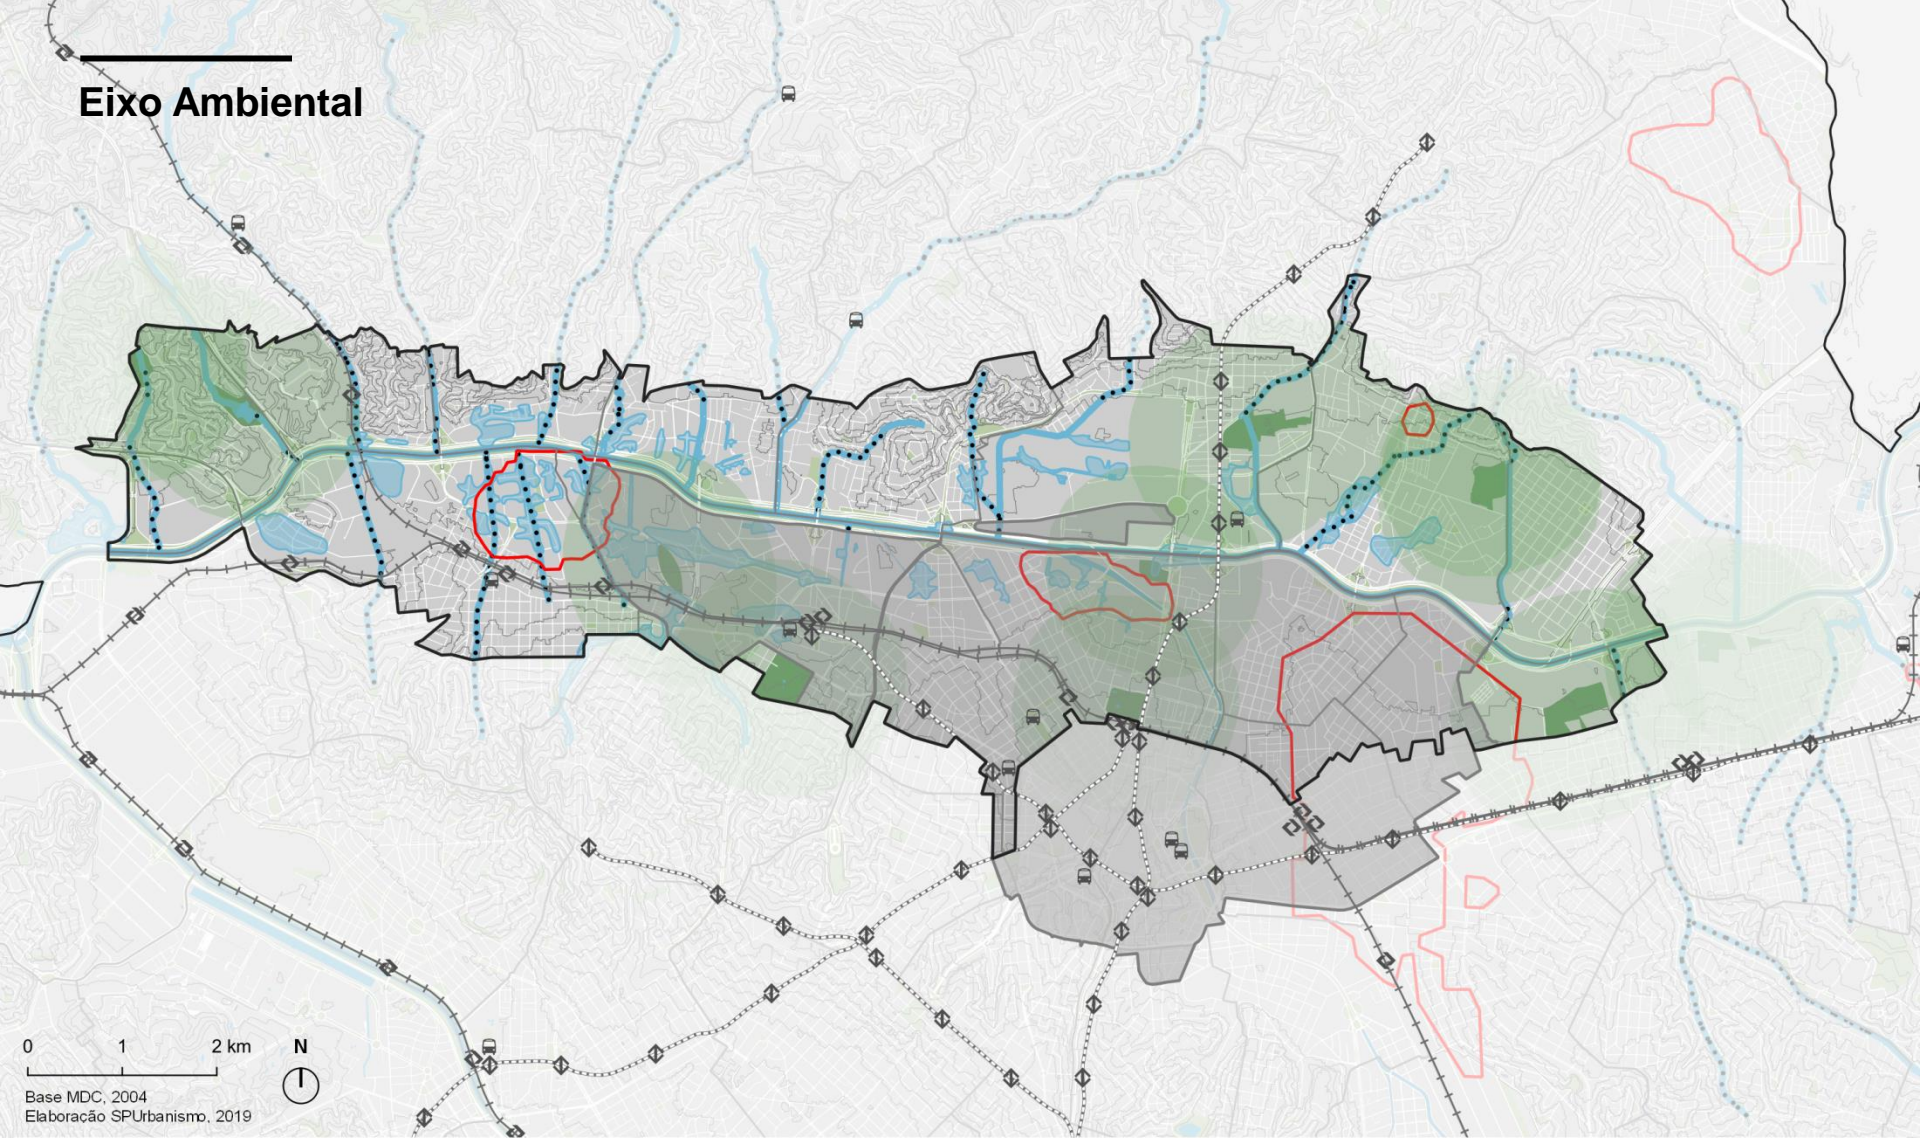 Eixo Ambiental
0 1 2 km N
Base MDC, 2004
Elaboração SPUrbanismo, 2019